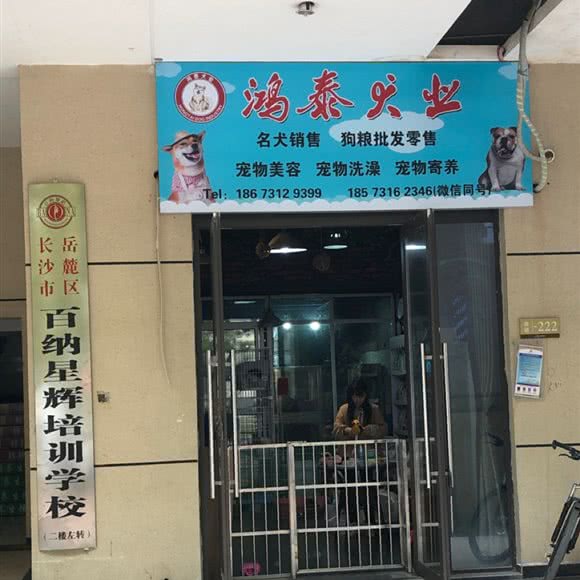 鸿泰犬业
名犬销售 狗粮批发零售
宠物美容 宠物洗澡 宠物寄养
Tel: 186 7312 9399 185 7316 2346(微信同号)
长沙市岳麓区
百纳星辉培训学校
(二楼左转)
-222